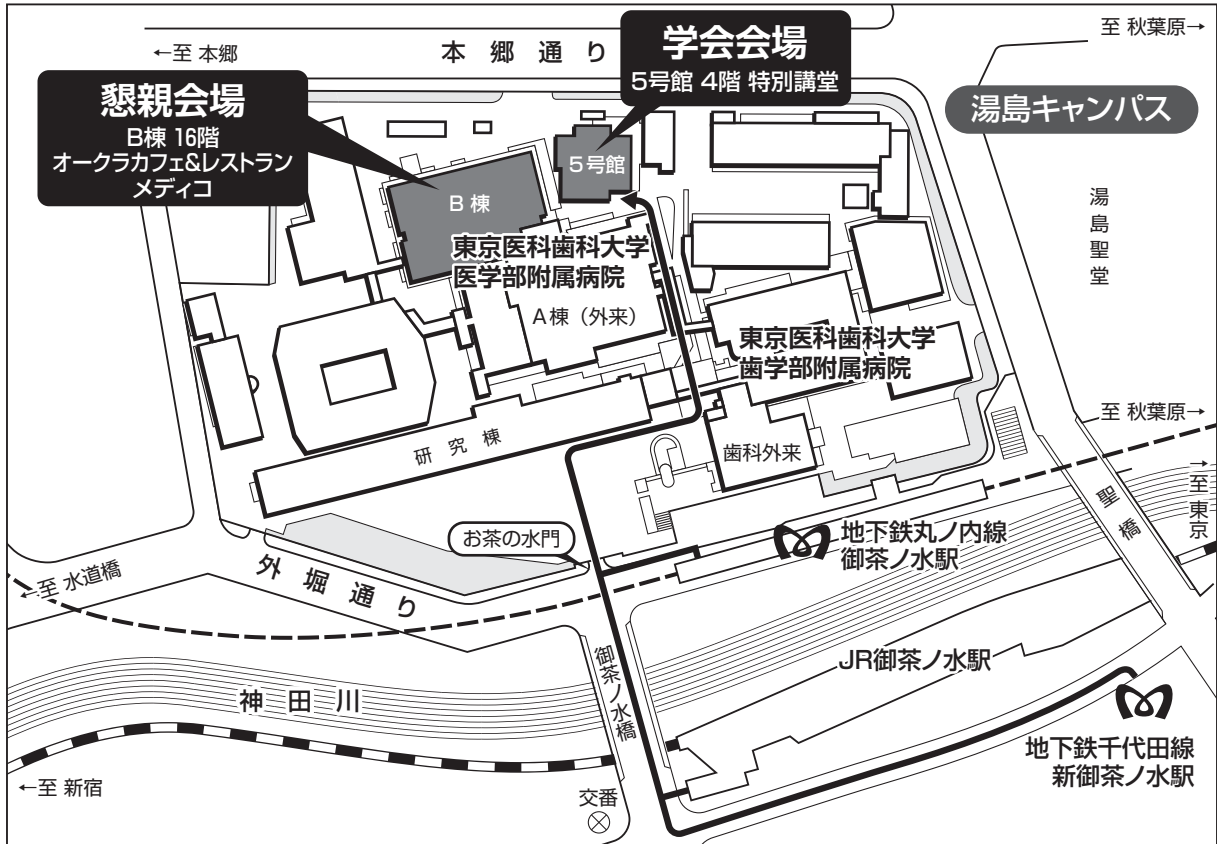 ←至 本郷
本郷通り
学会会場
5号館 4階 特別講堂
至 秋葉原→
湯島キャンパス
懇親会場
B棟 16階
オークラカフェ&レストラン
メディコ
5号館
B棟
湯島聖堂
東京医科歯科大学
医学部附属病院
A棟（外来）
東京医科歯科大学
歯学部附属病院
至 秋葉原→
研究棟
歯科外来
←至 東京
聖橋
お茶の水門
地下鉄丸ノ内線
御茶ノ水駅
←至 水道橋
外堀通り
御茶ノ水橋
JR御茶ノ水駅
神田川
地下鉄千代田線
新御茶ノ水駅
←至 新宿
交番